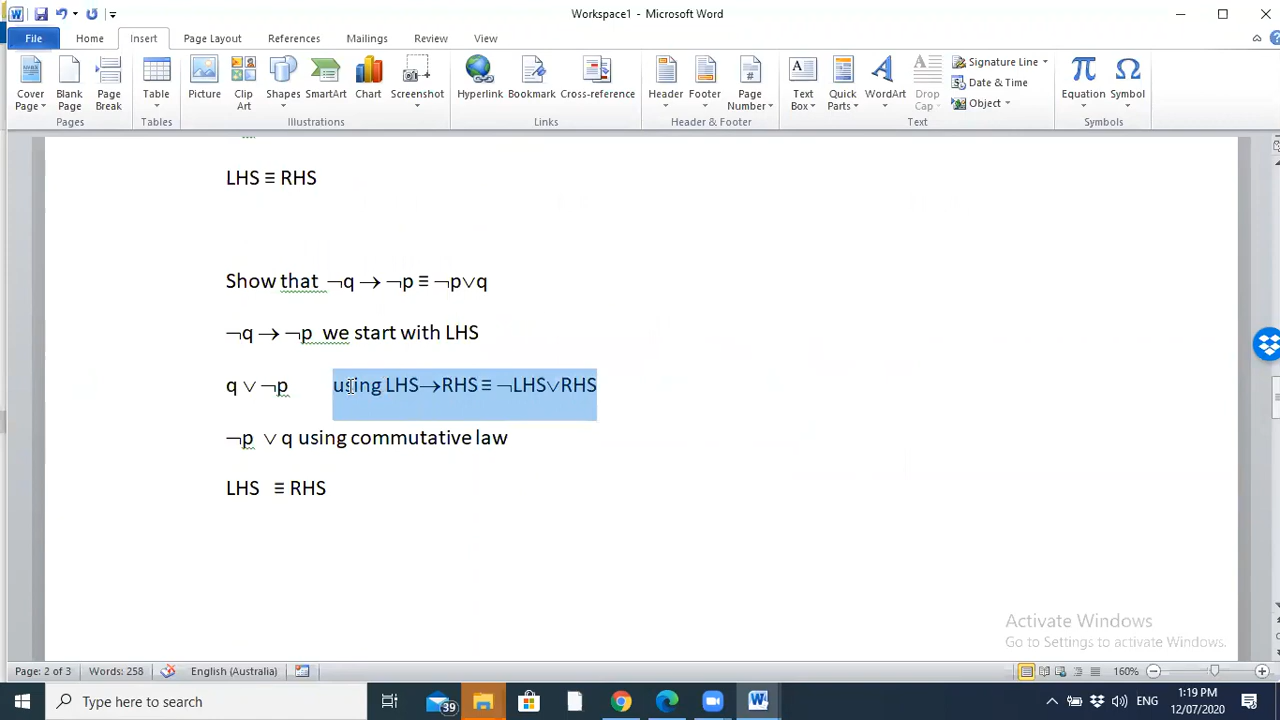 Workspace1 - Microsoft Word
File Home Insert Page Layout References Mailings Review View
Cover Page Blank Page Page Break Table Picture Clip Art Shapes SmartArt Chart Screenshot Hyperlink Bookmark Cross-reference Header Footer Page Number Text Box Quick Parts WordArt Drop Cap Signature Line Date & Time Object Equation Symbol
Pages Tables Illustrations Links Header & Footer Text Symbols
LHS ≡ RHS
Show that ¬q → ¬p ≡ ¬p∨q
¬q → ¬p we start with LHS
q ∨ ¬p using LHS→RHS ≡ ¬LHS∨RHS
¬p ∨ q using commutative law
LHS ≡ RHS
Activate Windows
Go to Settings to activate Windows.
Page: 2 of 3 Words: 258 English (Australia) 160%
Type here to search 39 ENG 1:19 PM
12/07/2020